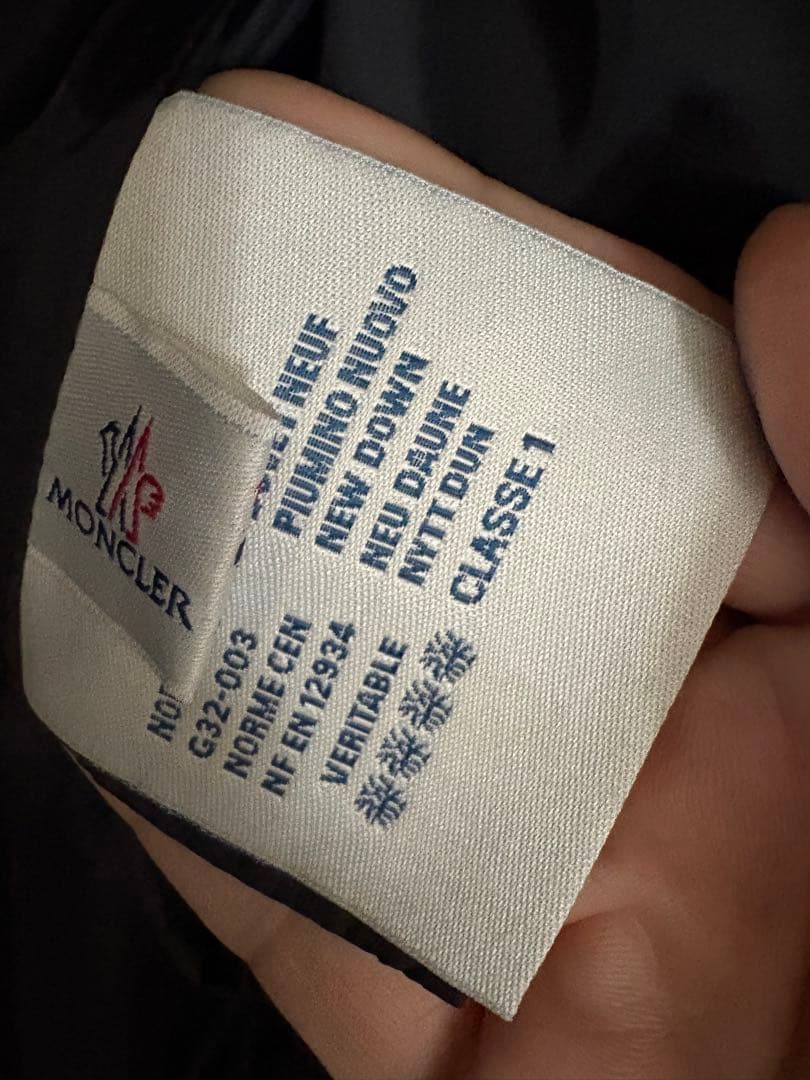 MONCLER
NEUF
PIUMINO NUOVO
NEW DOWN
NEU DAUNE
NYTT DUN
CLASSE 1
G32-003
NORME CEN
NF EN 12934
VERITABLE